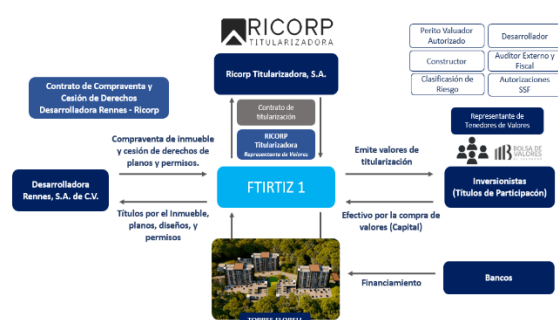 RICORP
TITULARIZADORA
Ricorp Titularizadora, S.A.
Perito Valuador
Autorizado
Desarrollador
Constructor
Auditor Externo y
Fiscal
Clasificación de
Riesgo
Autorizaciones
SSF
Contrato de Compraventa y
Cesión de Derechos
Desarrolladora Rennes - Ricorp
Contrato de
titularización
RICORP
Titularizadora
Representante de Valores
Representante de
Tenedores de Valores
BOLSA DE
VALORES
Compraventa de inmueble
y cesión de derechos de
planos y permisos.
Emite valores de
titularización
Desarrolladora
Rennes, S.A. de C.V.
FTIRTIZ 1
Inversionistas
(Títulos de Participacón)
Títulos por el Inmueble,
planos, diseños, y
permisos
Efectivo por la compra de
valores (Capital)
Financiamiento
Bancos